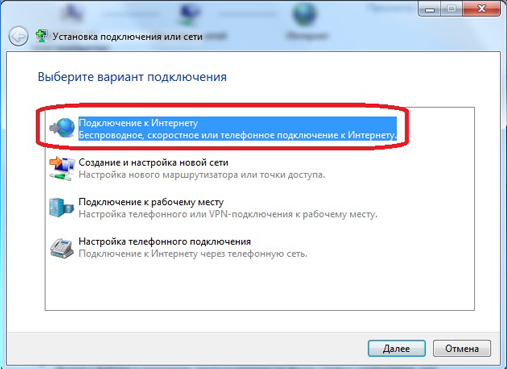 Интернет
Установка подключения или сети
Выберите вариант подключения
Подключение к Интернету
Беспроводное, скоростное или телефонное подключение к Интернету.
Создание и настройка новой сети
Настройка нового маршрутизатора или точки доступа.
Подключение к рабочему месту
Настройка телефонного или VPN-подключения к рабочему месту.
Настройка телефонного подключения
Подключение к Интернету через телефонную сеть.
Далее
Отмена